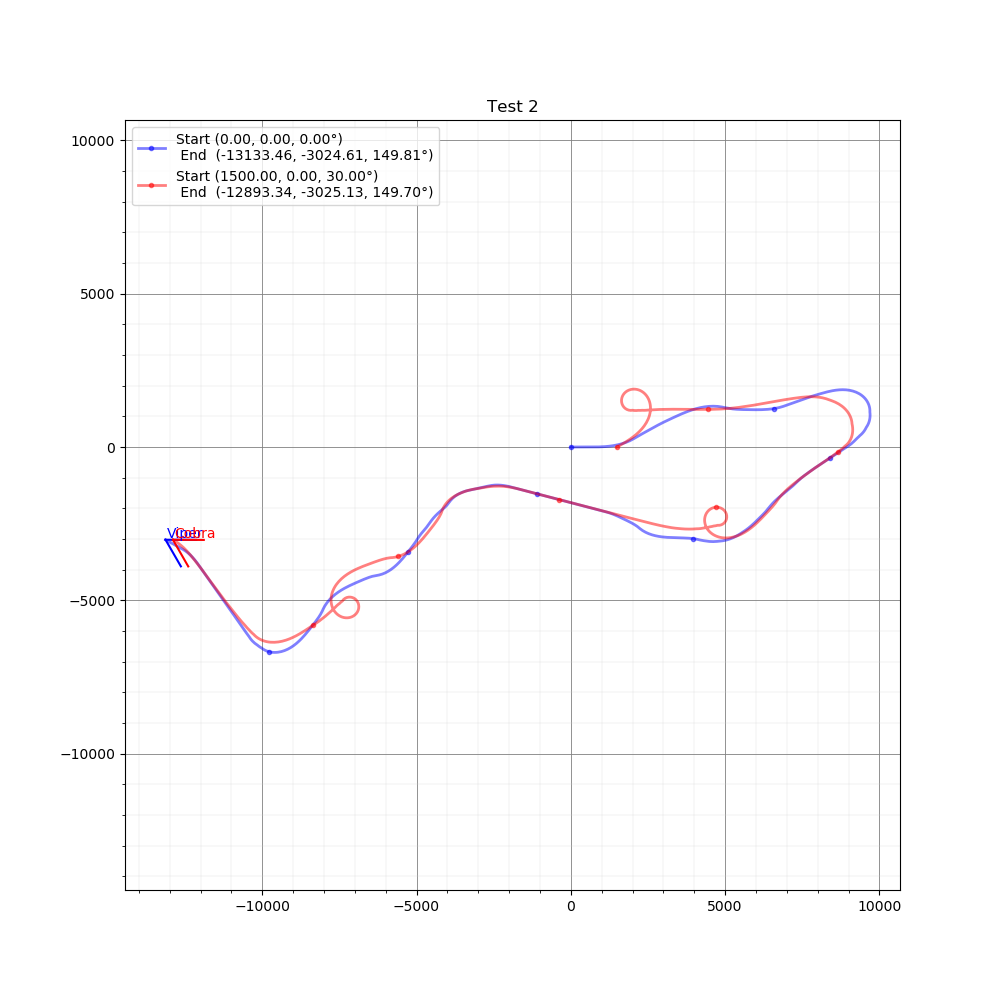 Test 2
Start (0.00, 0.00, 0.00°)
End  (-13133.46, -3024.61, 149.81°)
Start (1500.00, 0.00, 30.00°)
End  (-12893.34, -3025.13, 149.70°)
10000
5000
0
−5000
−10000
Viper
Cobra
−10000
−5000
0
5000
10000